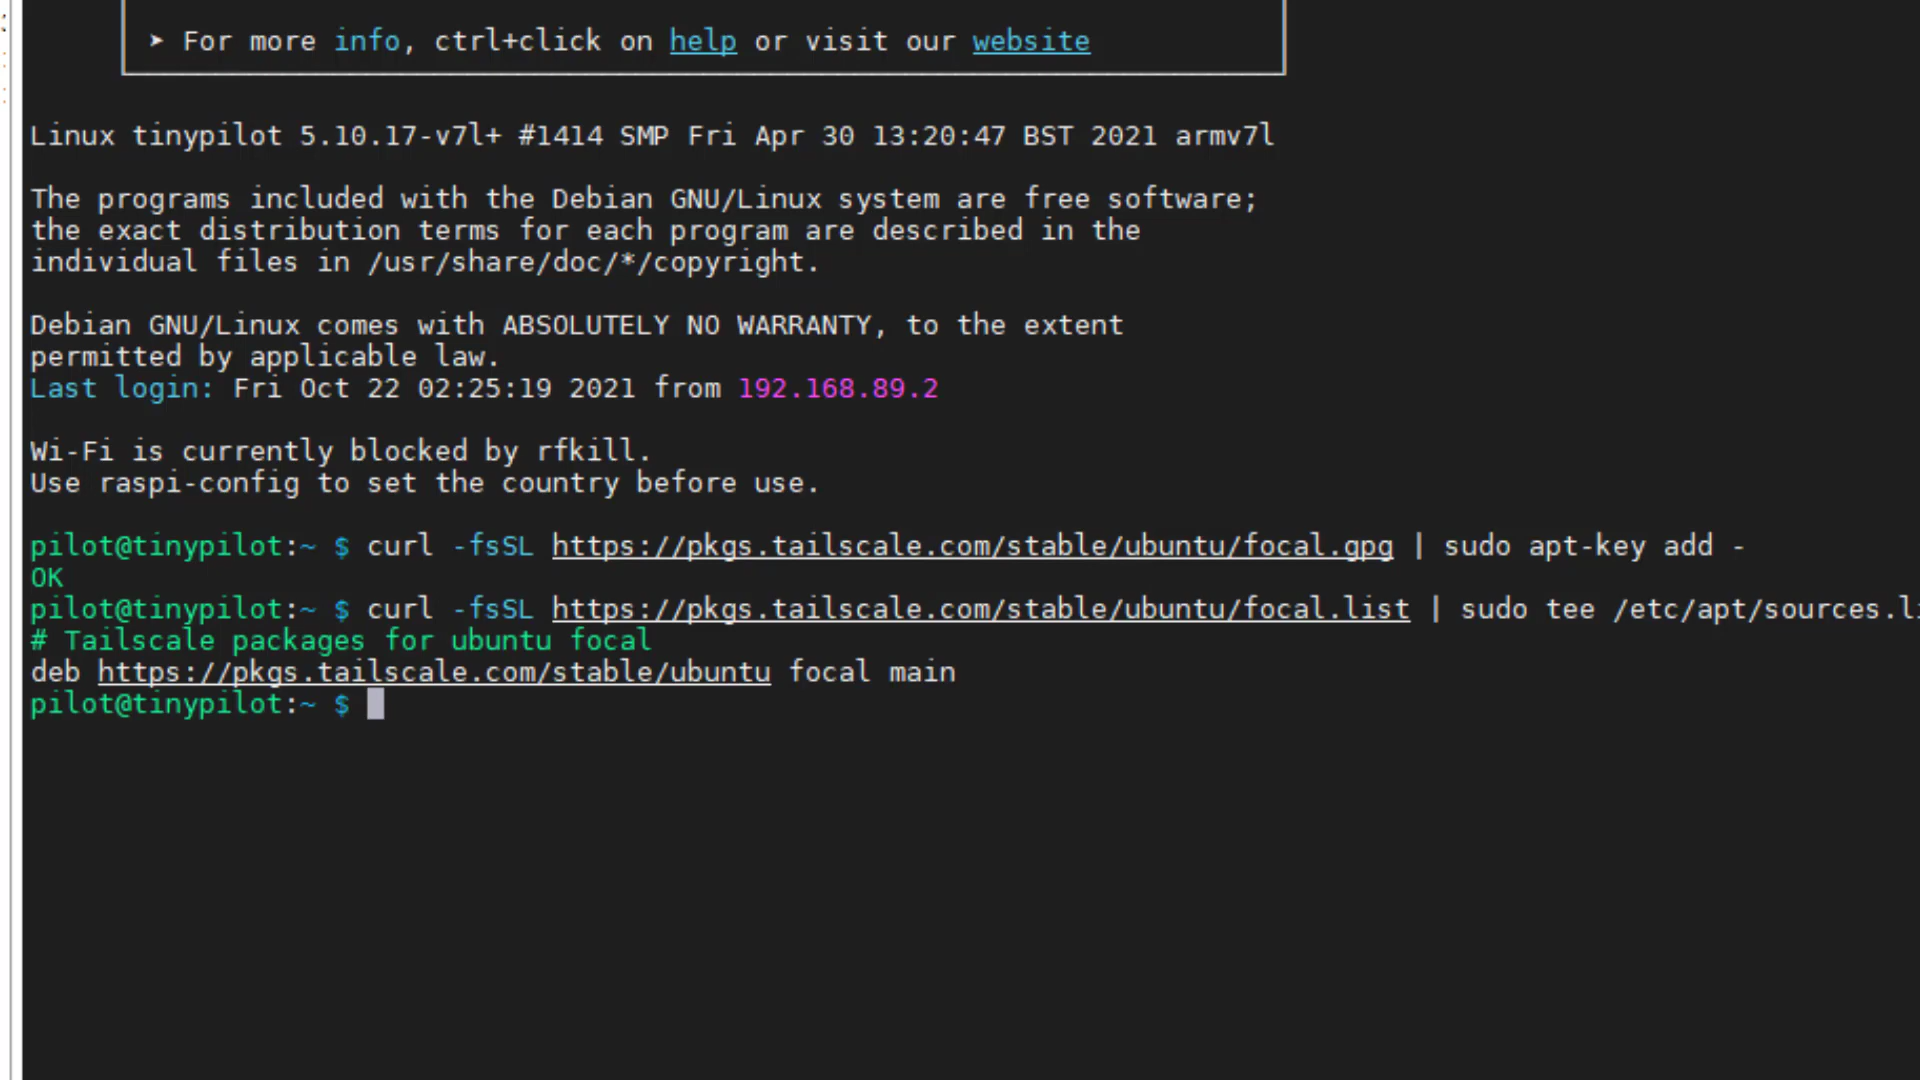 ➤ For more info, ctrl+click on help or visit our website
Linux tinypilot 5.10.17-v7l+ #1414 SMP Fri Apr 30 13:20:47 BST 2021 armv7l
The programs included with the Debian GNU/Linux system are free software;
the exact distribution terms for each program are described in the
individual files in /usr/share/doc/*/copyright.
Debian GNU/Linux comes with ABSOLUTELY NO WARRANTY, to the extent
permitted by applicable law.
Last login: Fri Oct 22 02:25:19 2021 from 192.168.89.2
Wi-Fi is currently blocked by rfkill.
Use raspi-config to set the country before use.
pilot@tinypilot:~ $ curl -fsSL https://pkgs.tailscale.com/stable/ubuntu/focal.gpg | sudo apt-key add -
OK
pilot@tinypilot:~ $ curl -fsSL https://pkgs.tailscale.com/stable/ubuntu/focal.list | sudo tee /etc/apt/sources.li
# Tailscale packages for ubuntu focal
deb https://pkgs.tailscale.com/stable/ubuntu focal main
pilot@tinypilot:~ $